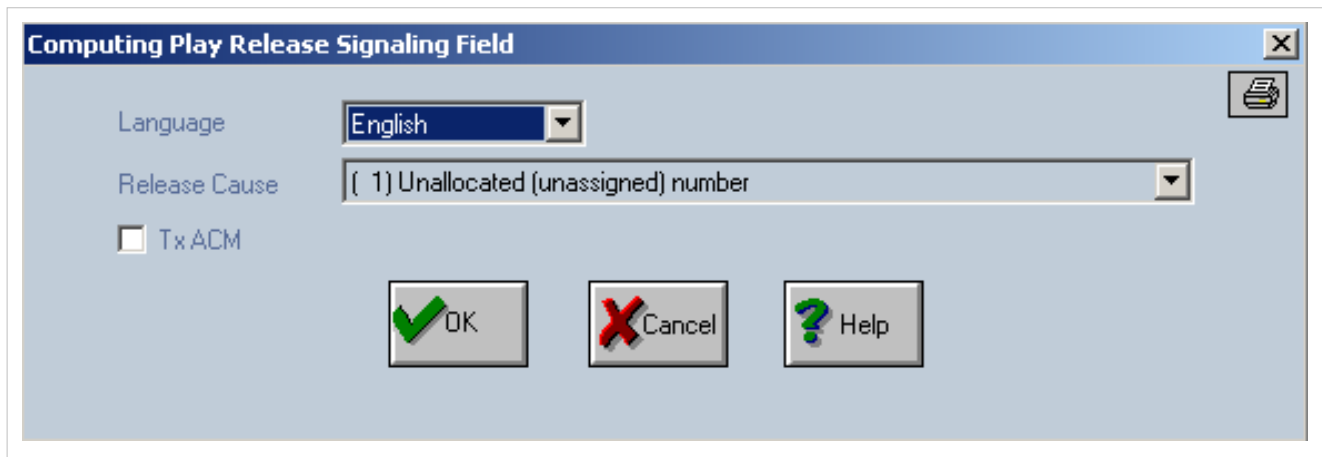 Computing Play Release Signaling Field
Language English
Release Cause ( 1) Unallocated (unassigned) number
Tx ACM
OK Cancel Help